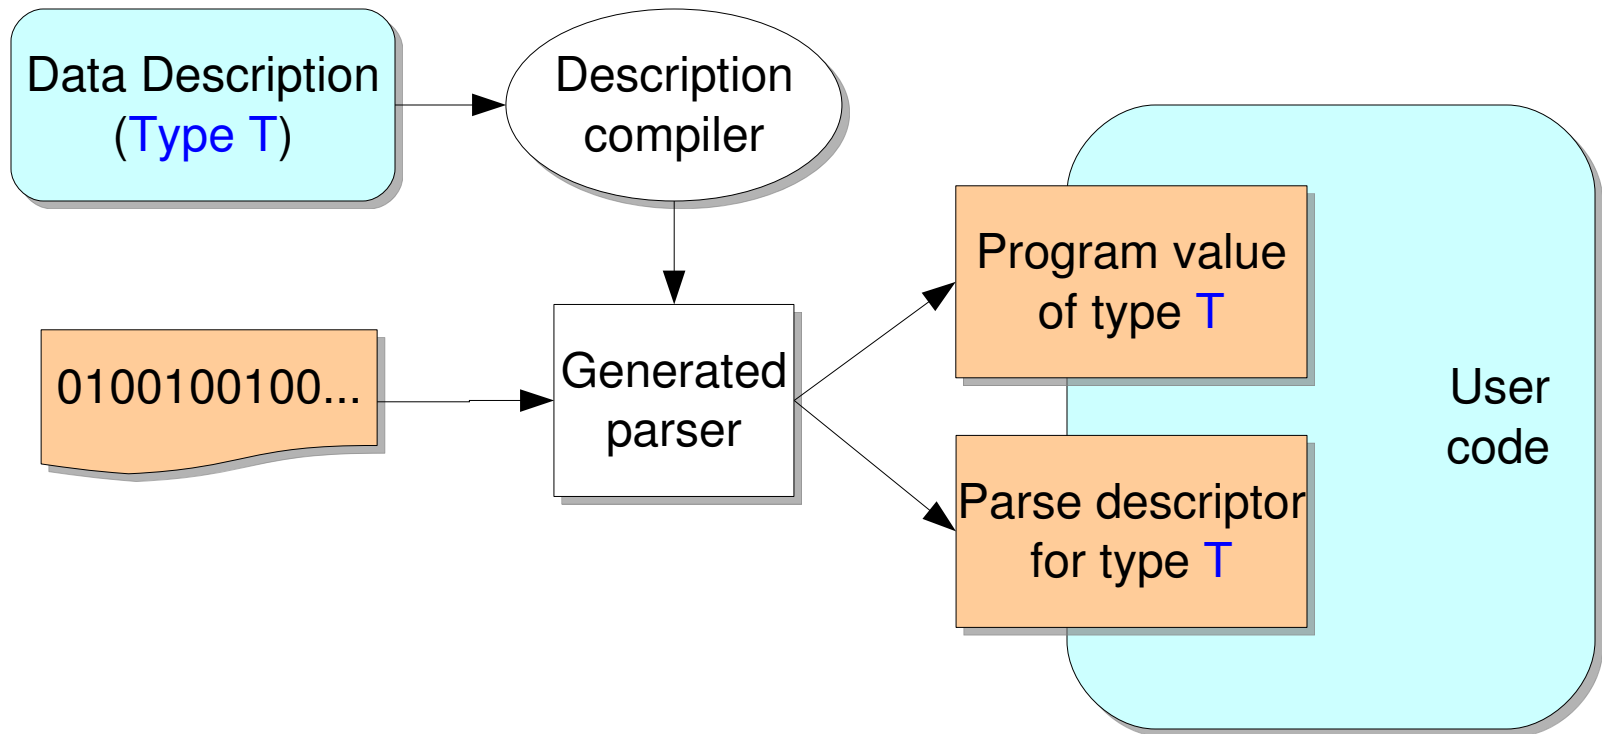 Data Description
(Type T)
Description
compiler
0100100100...
Generated
parser
Program value
of type T
Parse descriptor
for type T
User
code